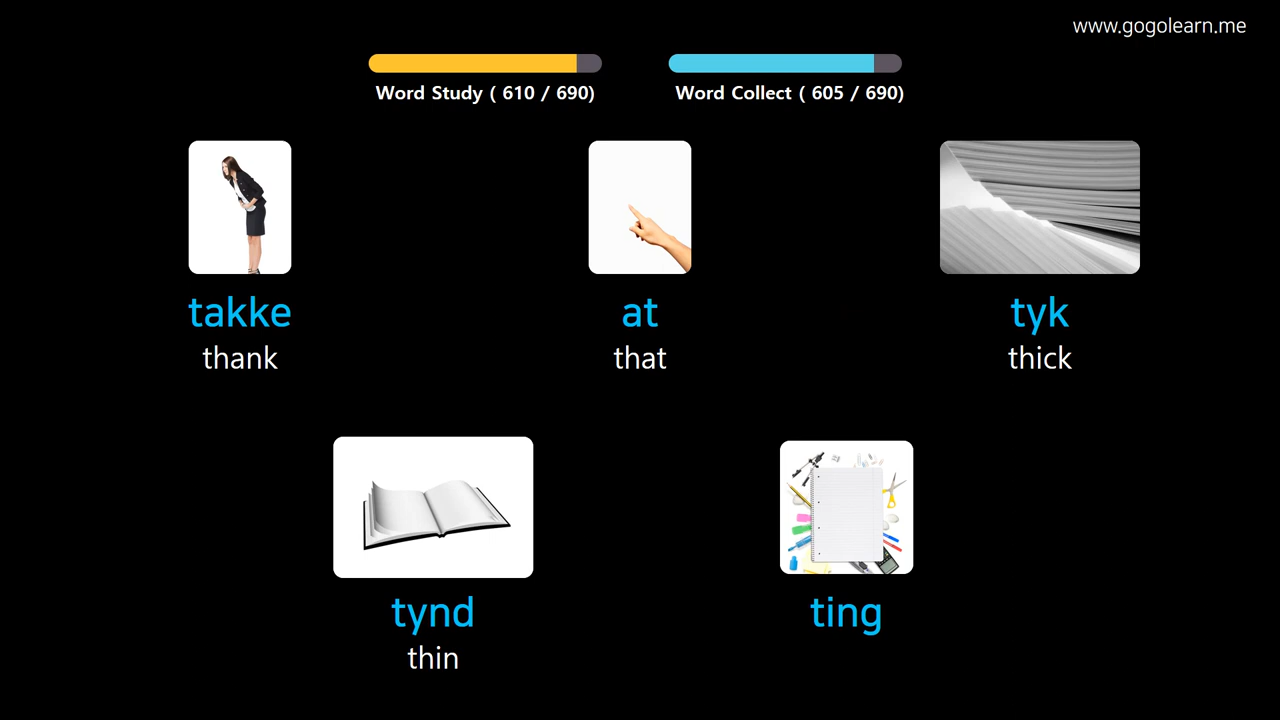 www.gogolearn.me
Word Study ( 610 / 690)
Word Collect ( 605 / 690)
takke
thank
at
that
tyk
thick
tynd
thin
ting